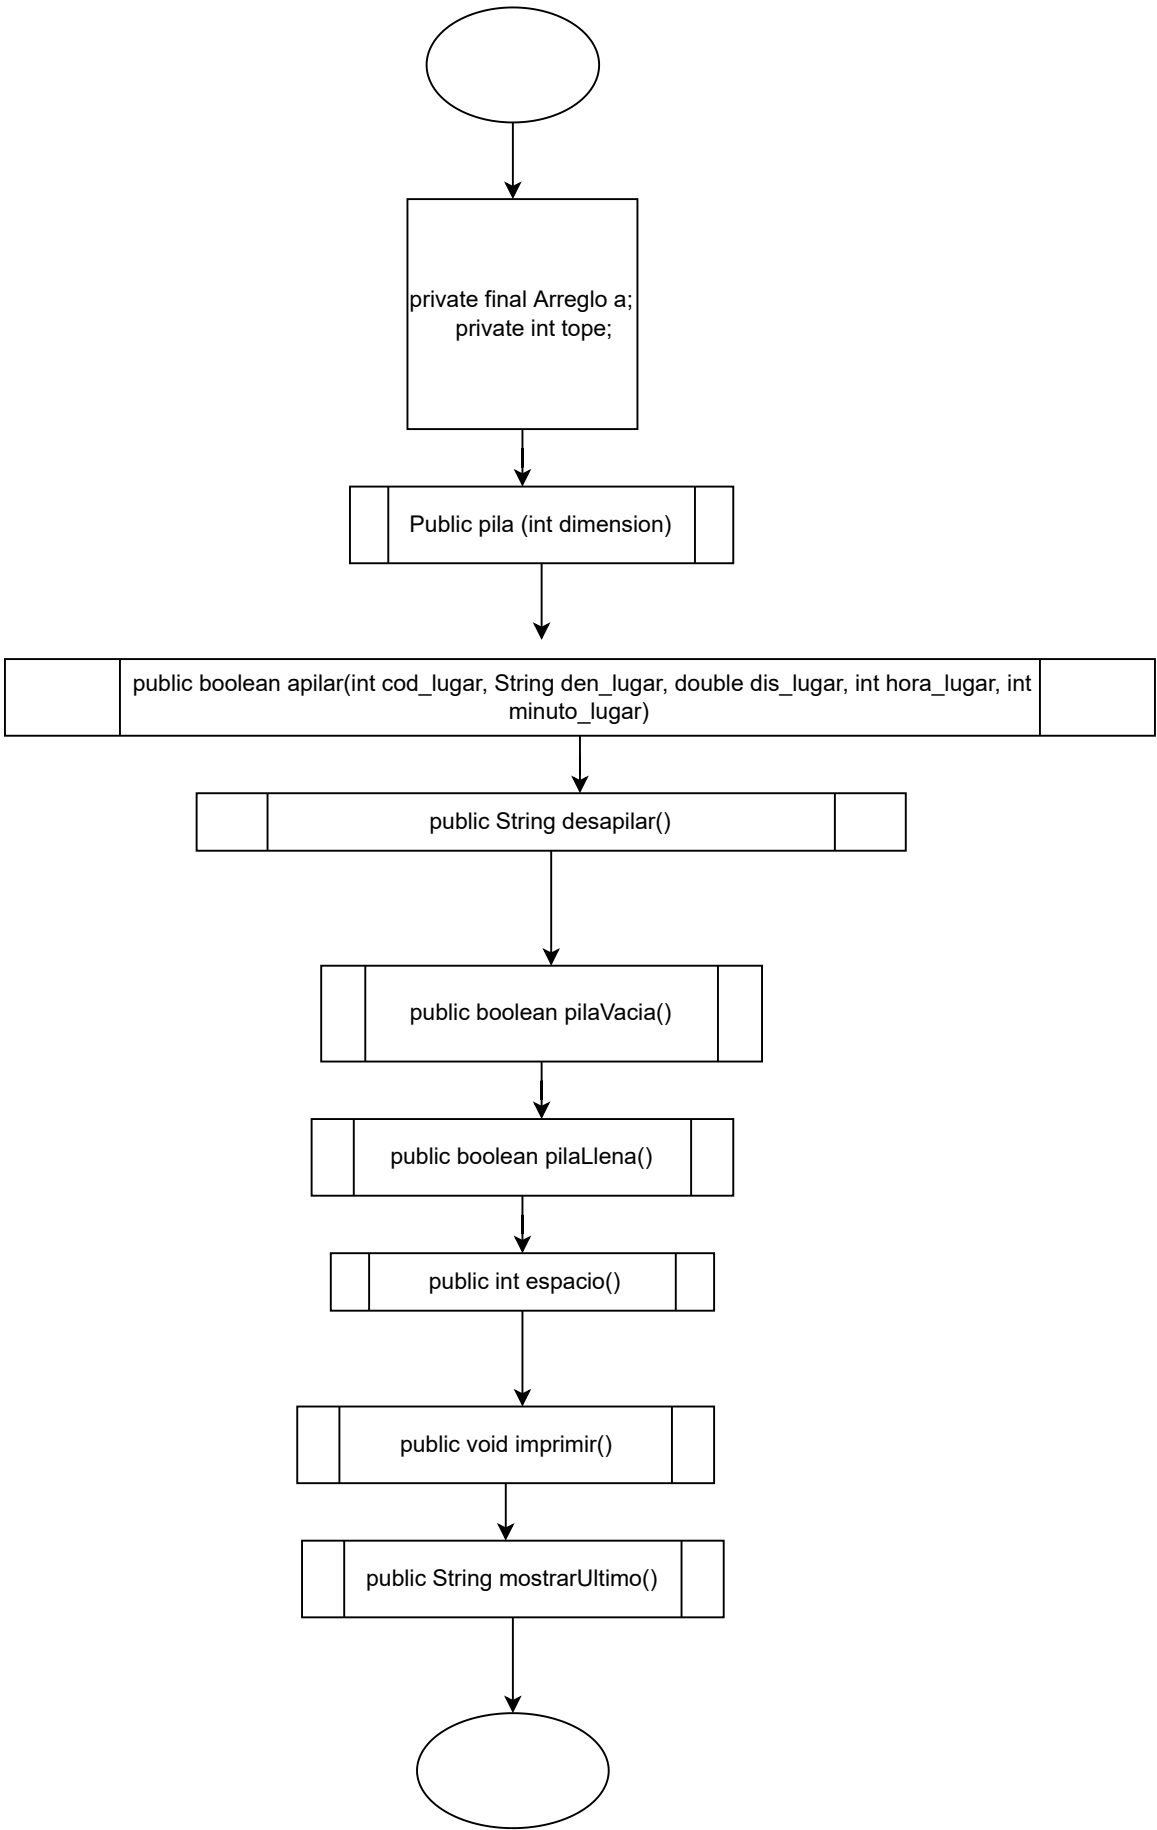 private final Arreglo a;
private int tope;
Public pila (int dimension)
public boolean apilar(int cod_lugar, String den_lugar, double dis_lugar, int hora_lugar, int
minuto_lugar)
public String desapilar()
public boolean pilaVacia()
public boolean pilaLlena()
public int espacio()
public void imprimir()
public String mostrarUltimo()